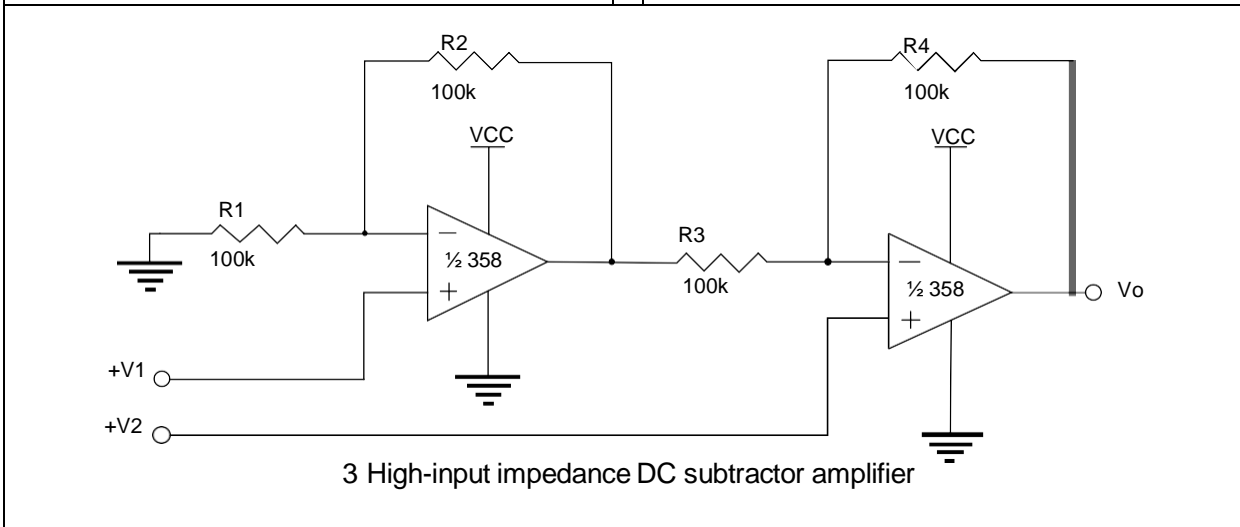 R2
100k
R4
100k
VCC
VCC
R1
100k
½ 358
R3
100k
½ 358
Vo
+V1
+V2
3 High-input impedance DC subtractor amplifier